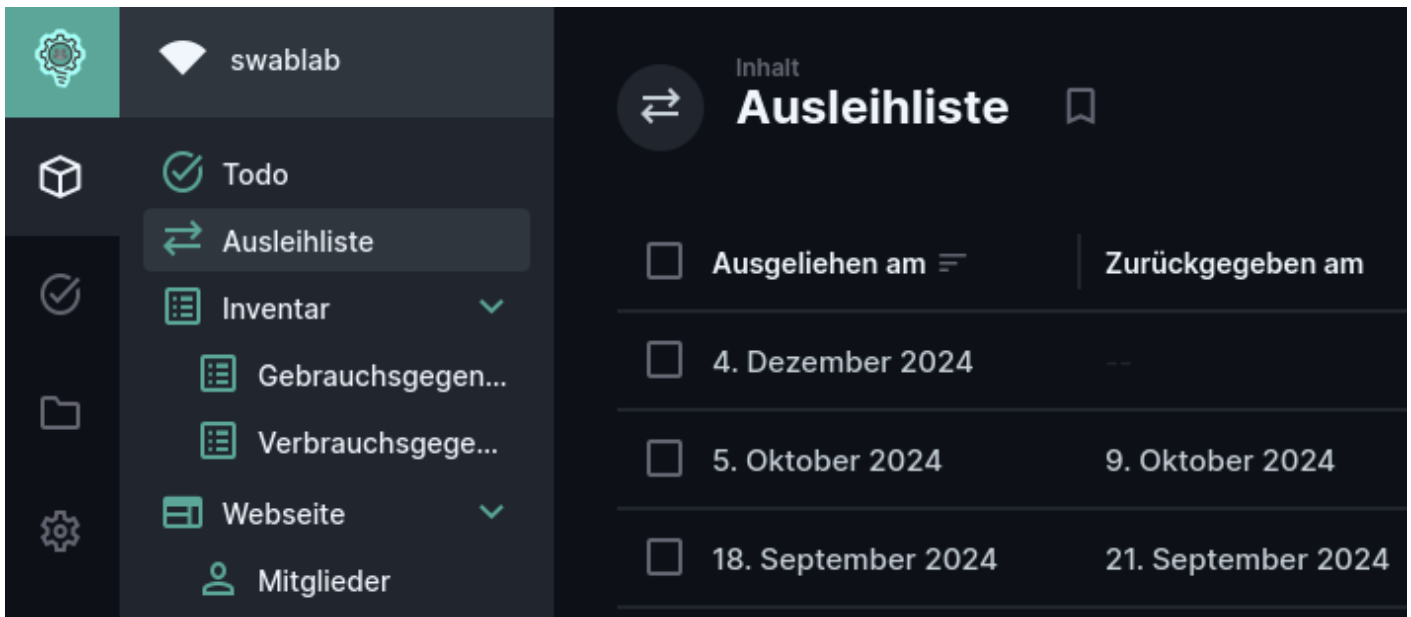 swablab
Todo
Ausleihliste
Inventar
Gebrauchsgegen...
Verbrauchsgege...
Webseite
Mitglieder
Inhalt
Ausleihliste
Ausgeliehen am Zurückgegeben am
4. Dezember 2024 --
5. Oktober 2024 9. Oktober 2024
18. September 2024 21. September 2024